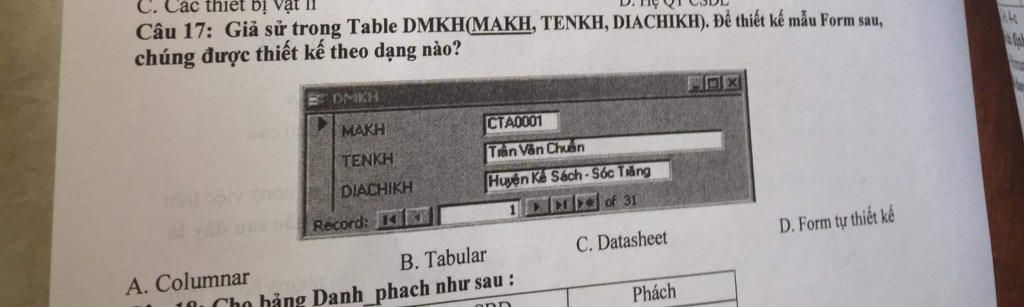 C. Các thiết bị vật lí
D. Hệ QT CSDL
Câu 17: Giả sử trong Table DMKH(MAKH, TENKH, DIACHIKH). Để thiết kế mẫu Form sau,
chúng được thiết kế theo dạng nào?
DMKH
MAKH CTA0001
TENKH Trần Văn Chuẩn
DIACHIKH Huyện Kế Sách - Sóc Trăng
Record: 1 of 31
A. Columnar B. Tabular C. Datasheet D. Form tự thiết kế
Cho bảng Danh_phach như sau :
Phách